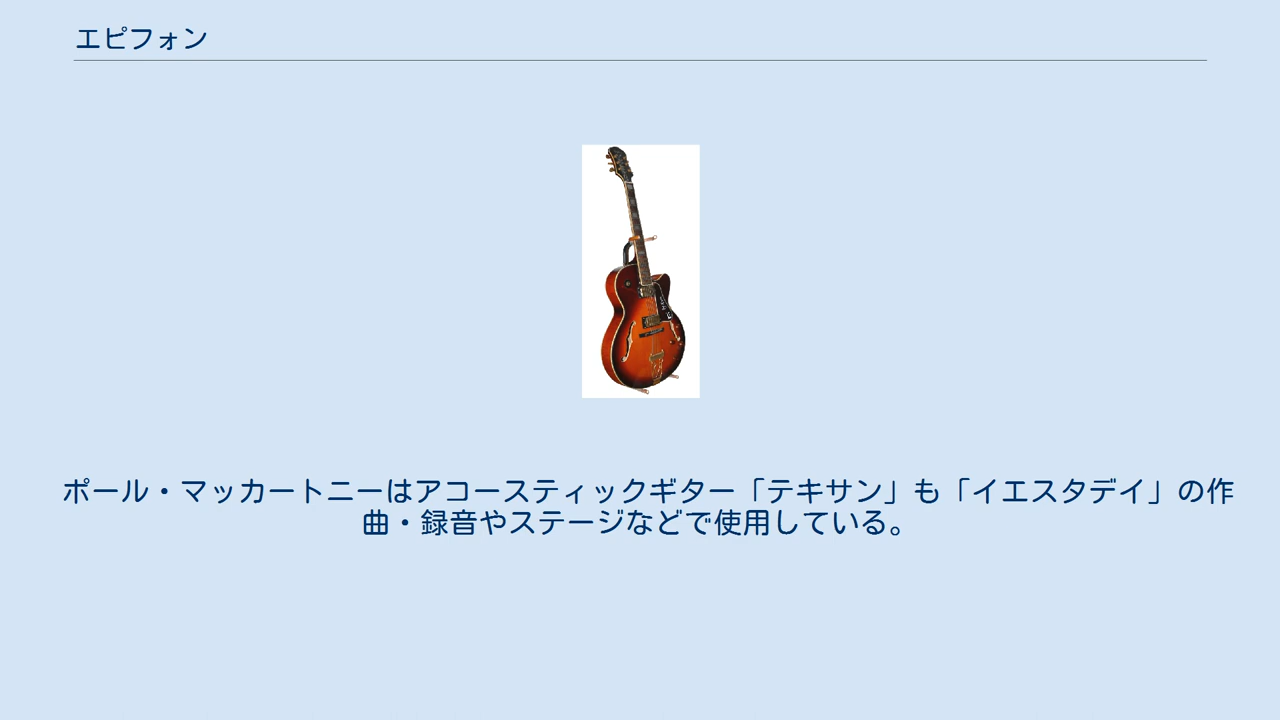 エピフォン
ポール・マッカートニーはアコースティックギター「テキサン」も「イエスタデイ」の作
曲・録音やステージなどで使用している。